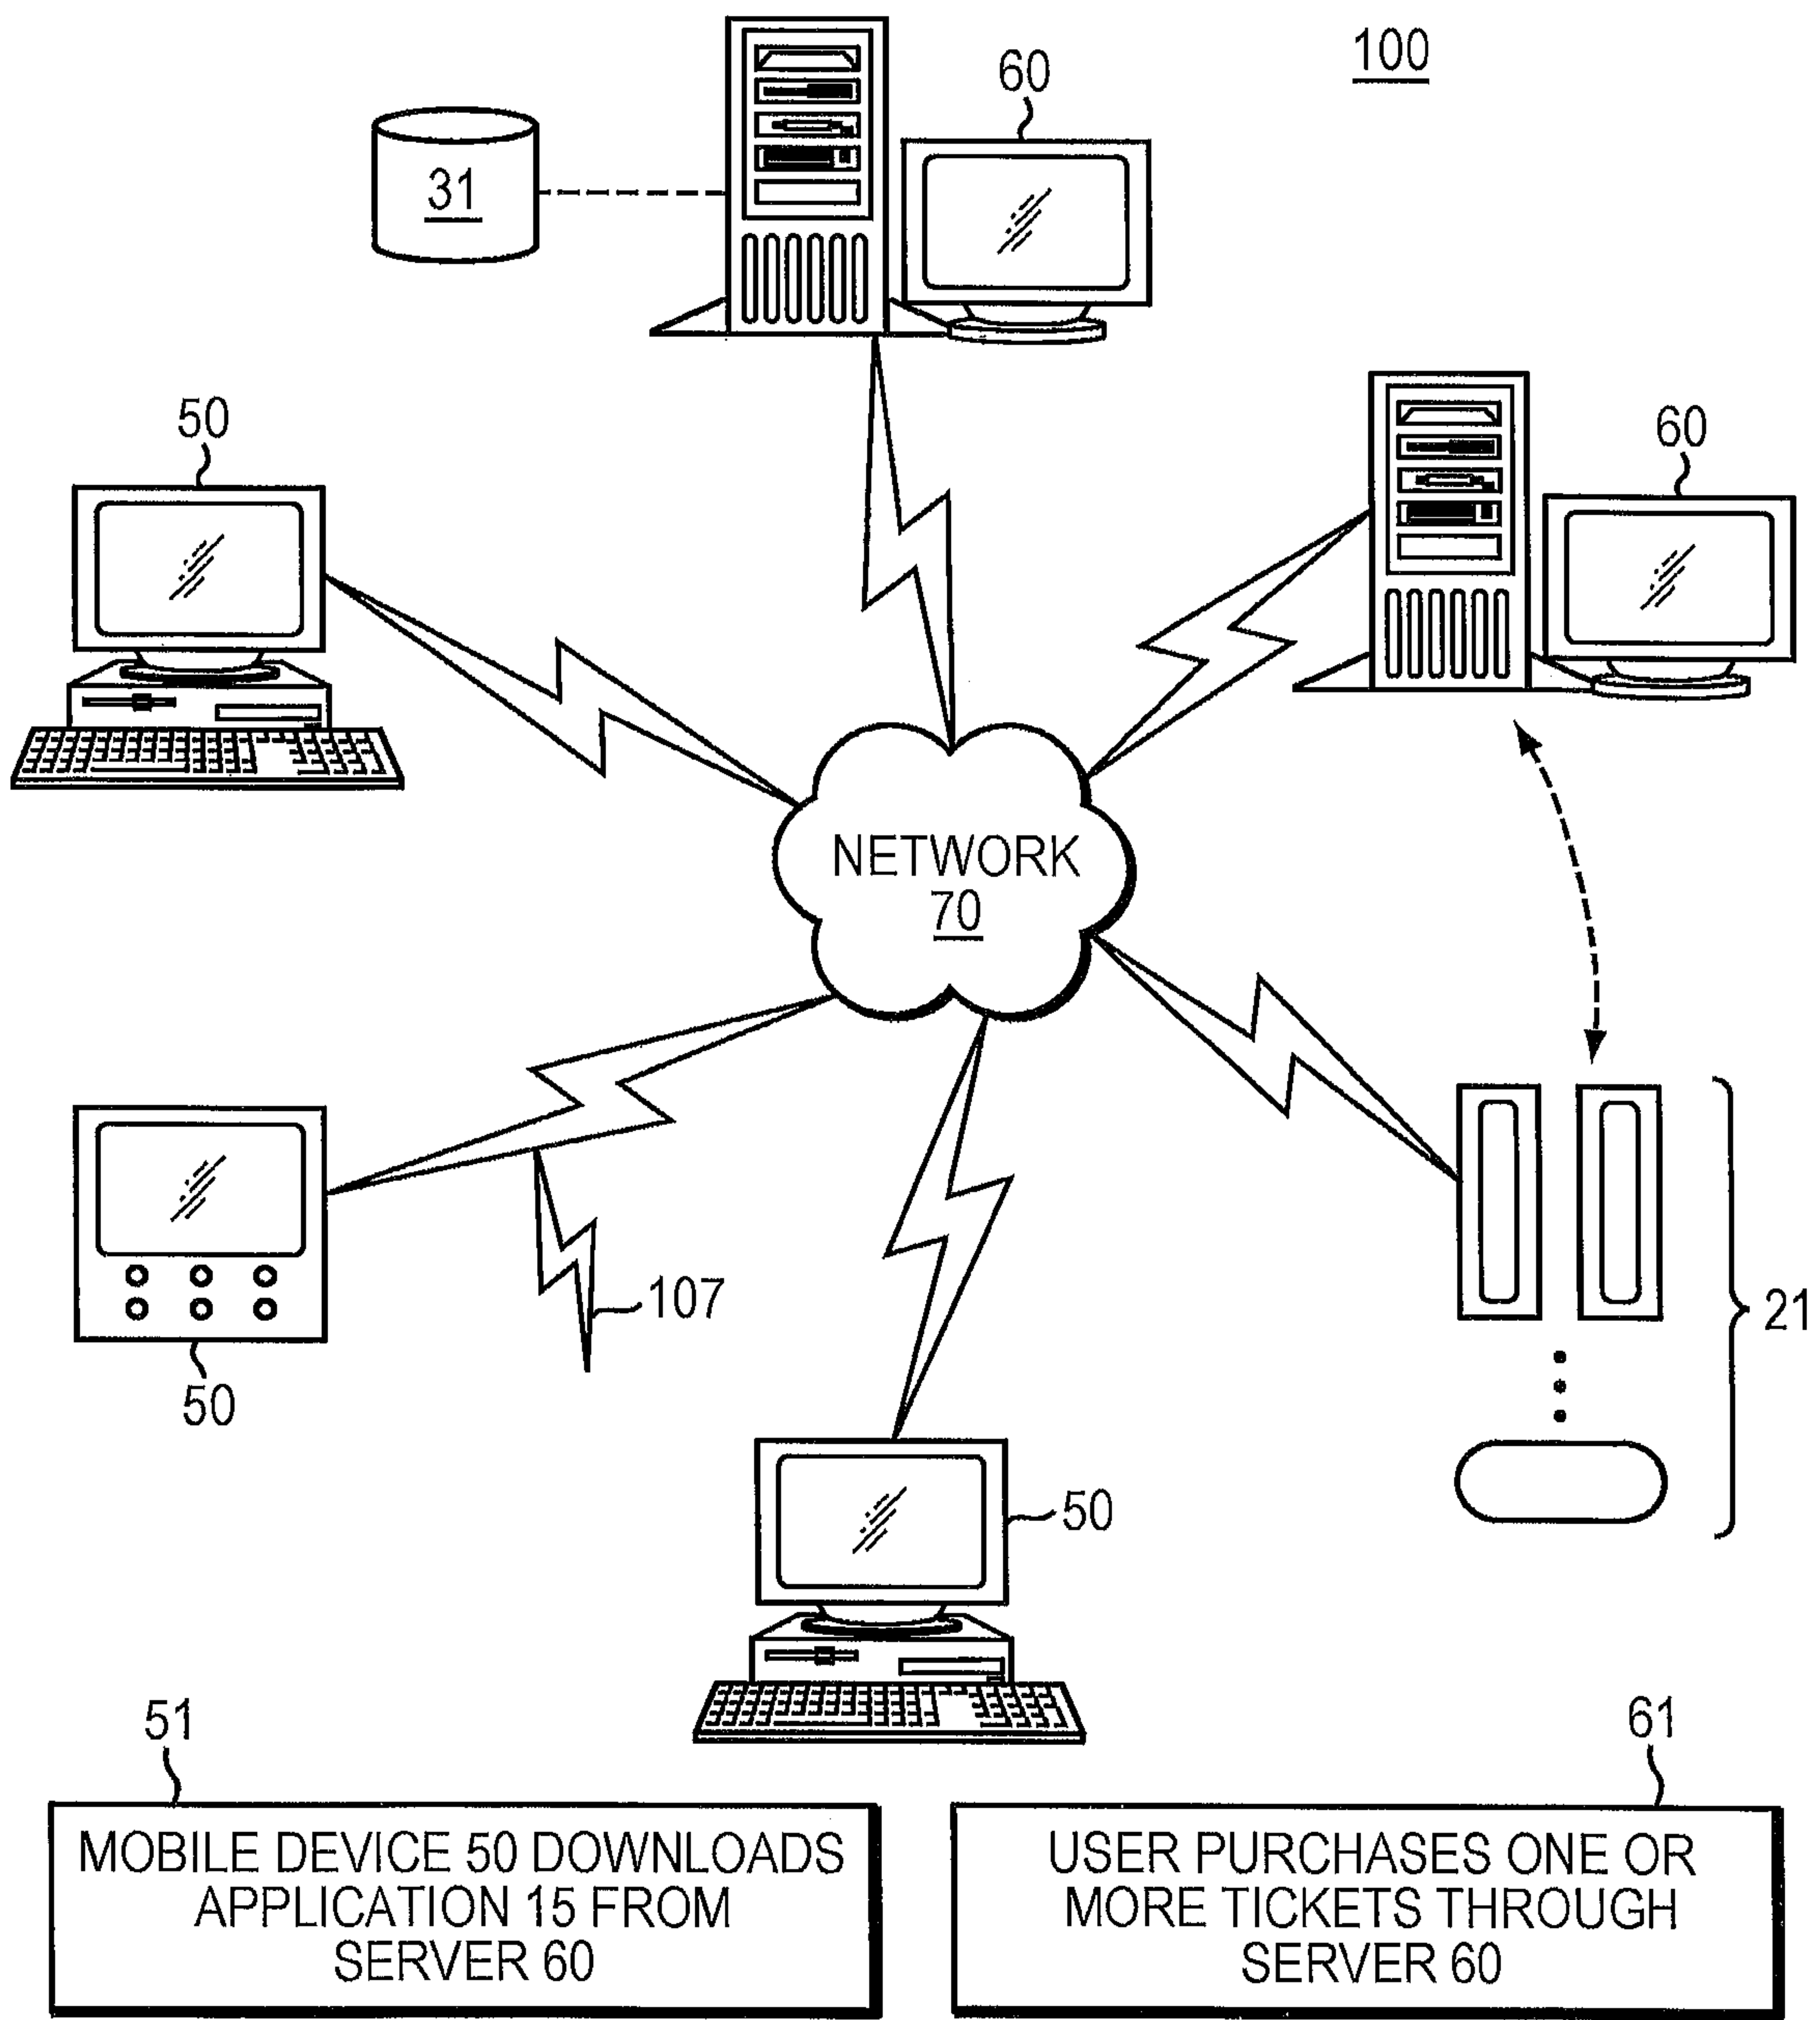 100
60
31
60
50
NETWORK
70
107
21
50
50
51
61
MOBILE DEVICE 50 DOWNLOADS
APPLICATION 15 FROM
SERVER 60
USER PURCHASES ONE OR
MORE TICKETS THROUGH
SERVER 60